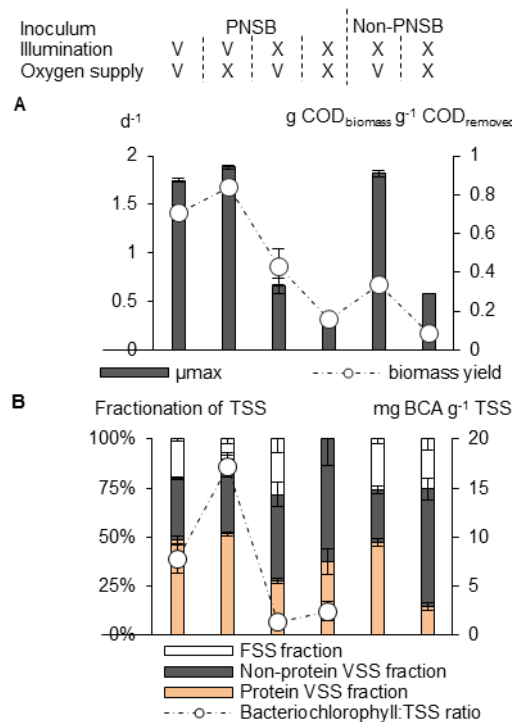 Inoculum PNSB Non-PNSB
Illumination V V X X X X
Oxygen supply V X V X V X
A
d-1 g CODbiomass g-1 CODremoved
2 1
1.5 0.8
0.6
1
0.4
0.5 0.2
0 0
µmax biomass yield
B Fractionation of TSS mg BCA g-1 TSS
100% 20
75% 15
50% 10
25% 5
0% 0
FSS fraction
Non-protein VSS fraction
Protein VSS fraction
Bacteriochlorophyll:TSS ratio